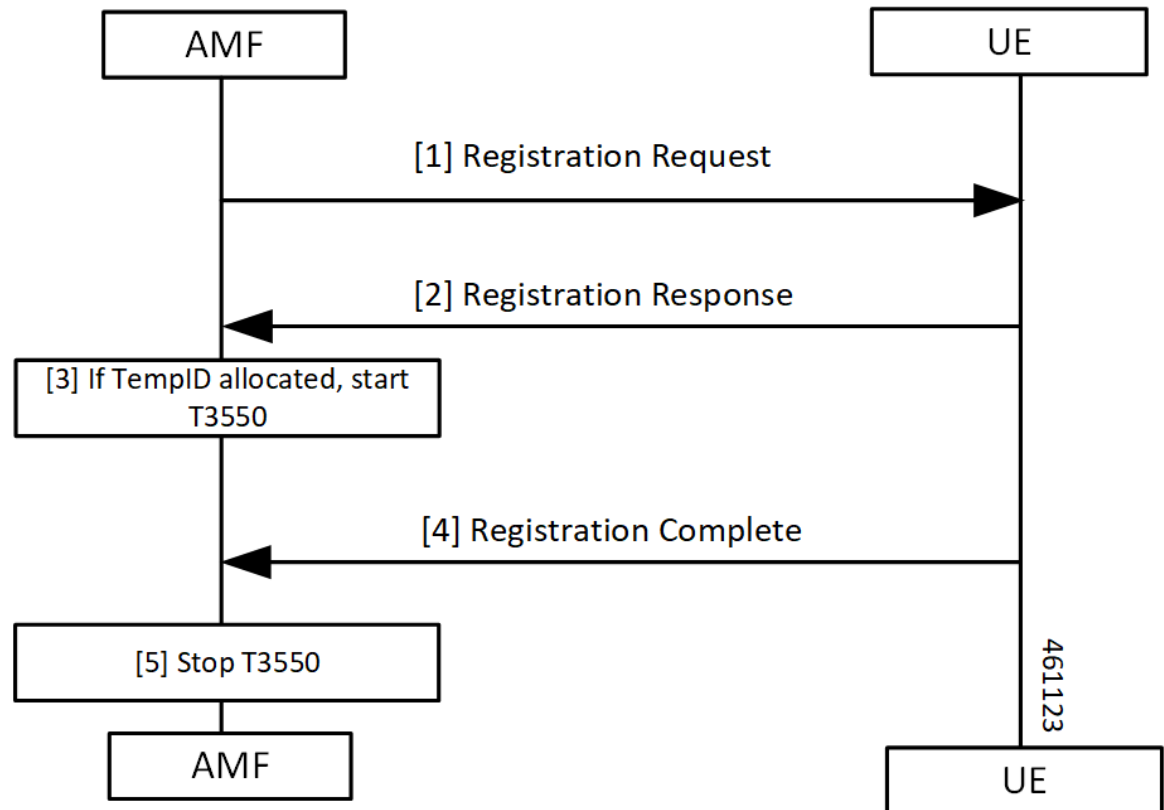 AMF
UE
[1] Registration Request
[2] Registration Response
[3] If TempID allocated, start
T3550
[4] Registration Complete
[5] Stop T3550
461123
AMF
UE